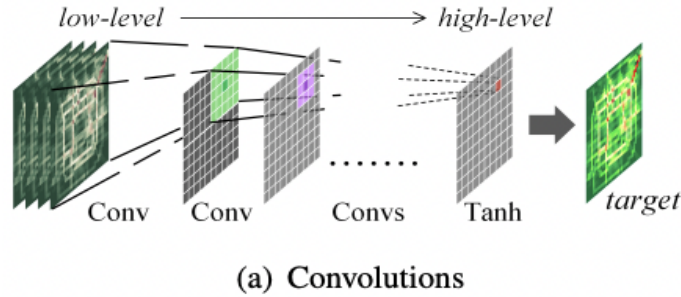 low-level high-level
Conv Conv Convs Tanh target
(a) Convolutions